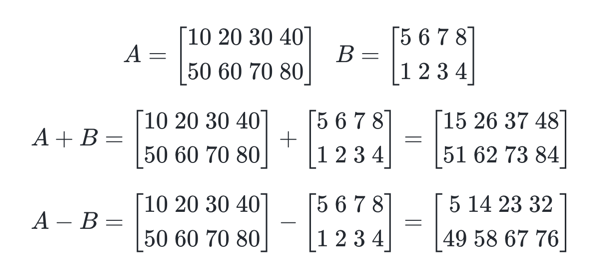 A = [10 20 30 40] B = [5 6 7 8]
[50 60 70 80] [1 2 3 4]
A + B = [10 20 30 40] + [5 6 7 8] = [15 26 37 48]
[50 60 70 80] [1 2 3 4] [51 62 73 84]
A − B = [10 20 30 40] − [5 6 7 8] = [5 14 23 32]
[50 60 70 80] [1 2 3 4] [49 58 67 76]